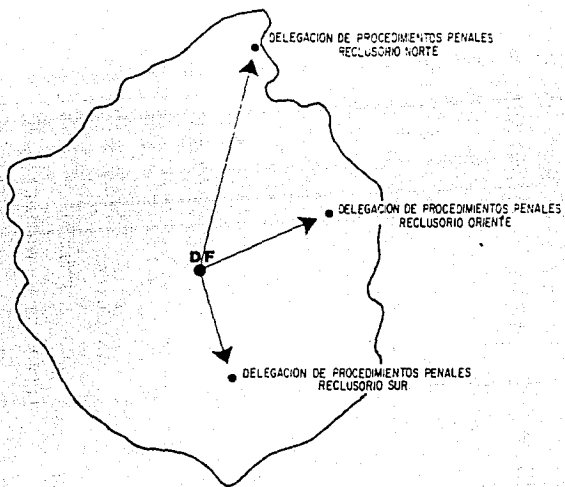 DELEGACION DE PROCEDIMIENTOS PENALES
RECLUSORIO NORTE
DELEGACION DE PROCEDIMIENTOS PENALES
RECLUSORIO ORIENTE
D/F
DELEGACION DE PROCEDIMIENTOS PENALES
RECLUSORIO SUR